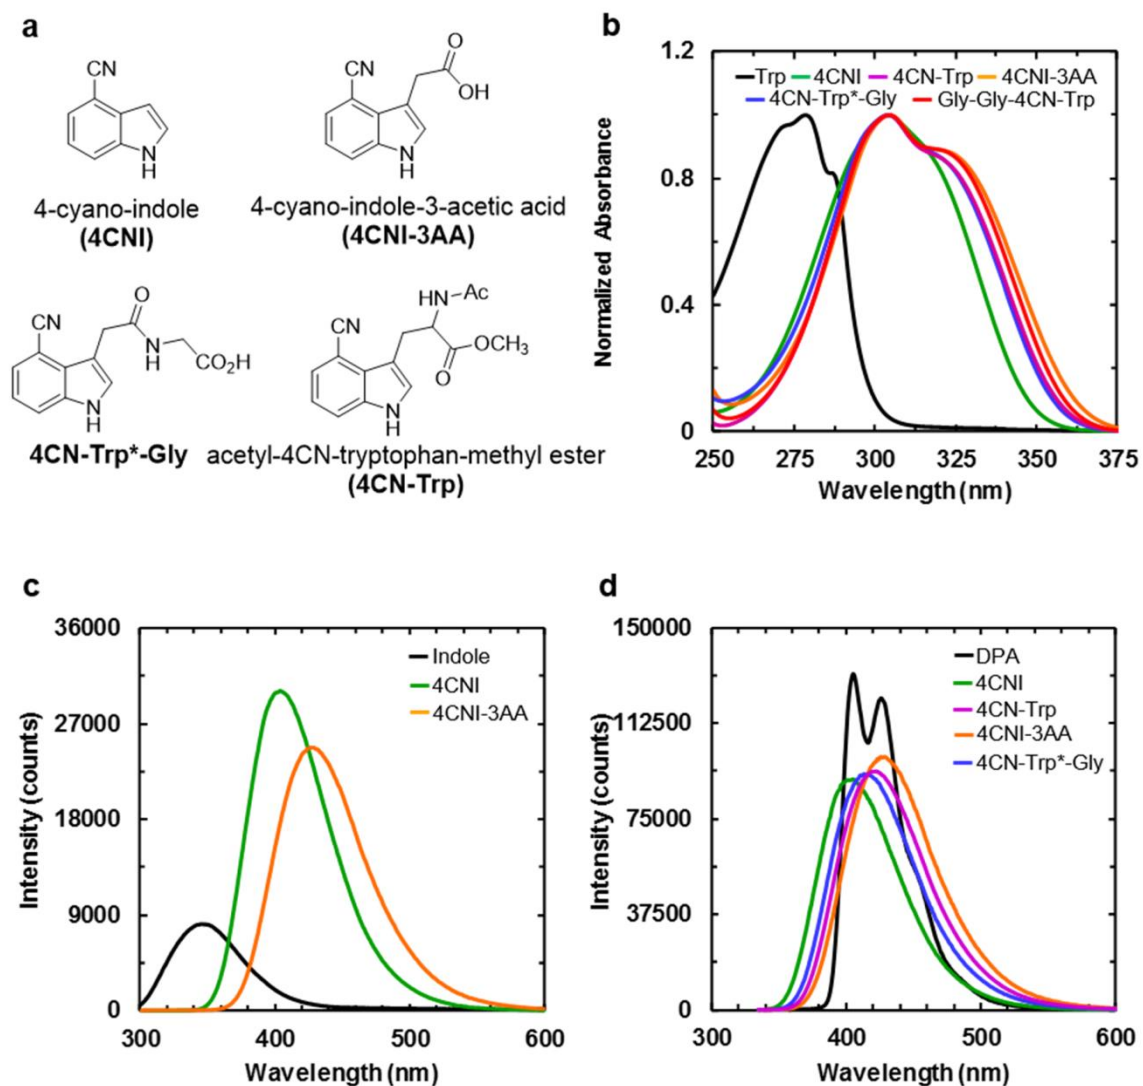 a
CN
N
H
4-cyano-indole
(4CNI)
CN
O
OH
N
H
4-cyano-indole-3-acetic acid
(4CNI-3AA)
CN
O
N
H
CO2H
N
H
4CN-Trp*-Gly
CN
HN-Ac
OCH3
O
N
H
acetyl-4CN-tryptophan-methyl ester
(4CN-Trp)
b
Normalized Absorbance
1.2
0.8
0.4
0
Trp 4CNI 4CN-Trp 4CNI-3AA
4CN-Trp*-Gly Gly-Gly-4CN-Trp
250 275 300 325 350 375
Wavelength (nm)
c
Intensity (counts)
36000
27000
18000
9000
0
Indole
4CNI
4CNI-3AA
300 400 500 600
Wavelength (nm)
d
Intensity (counts)
150000
112500
75000
37500
0
DPA
4CNI
4CN-Trp
4CNI-3AA
4CN-Trp*-Gly
300 400 500 600
Wavelength (nm)